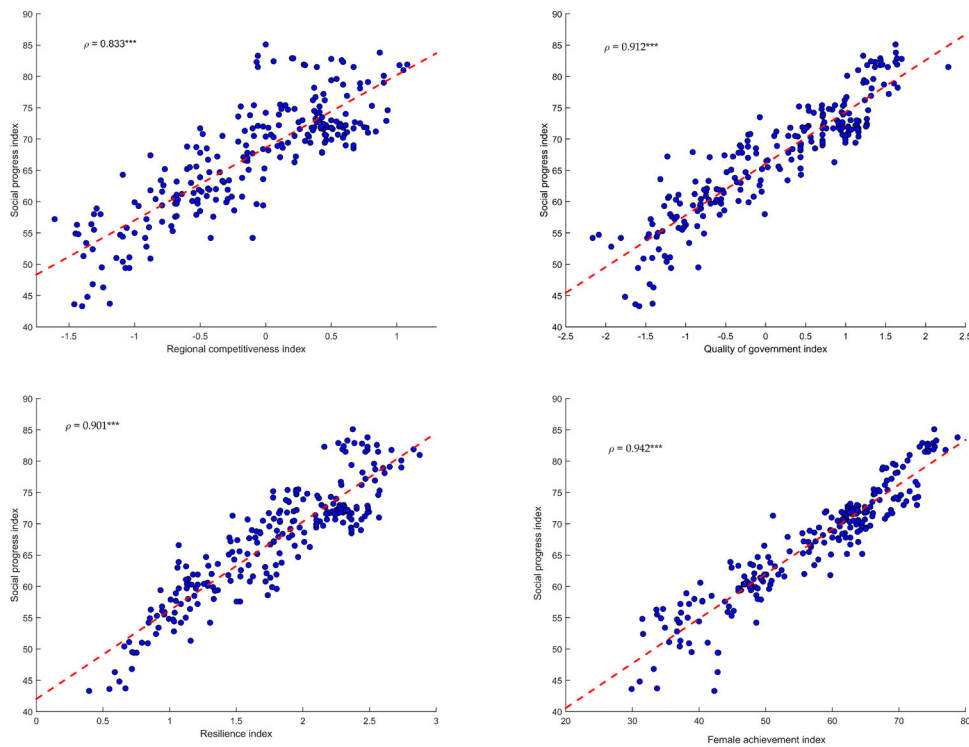 90
85
80
75
70
65
60
55
50
45
40
Social progress index
ρ = 0.833***
-1.5 -1 -0.5 0 0.5 1
Regional competitiveness index
90
85
80
75
70
65
60
55
50
45
40
Social progress index
ρ = 0.912***
-2.5 -2 -1.5 -1 -0.5 0 0.5 1 1.5 2 2.5
Quality of government index
90
85
80
75
70
65
60
55
50
45
40
Social progress index
ρ = 0.901***
0 0.5 1 1.5 2 2.5 3
Resilience index
90
85
80
75
70
65
60
55
50
45
40
Social progress index
ρ = 0.942***
20 30 40 50 60 70 80
Female achievement index